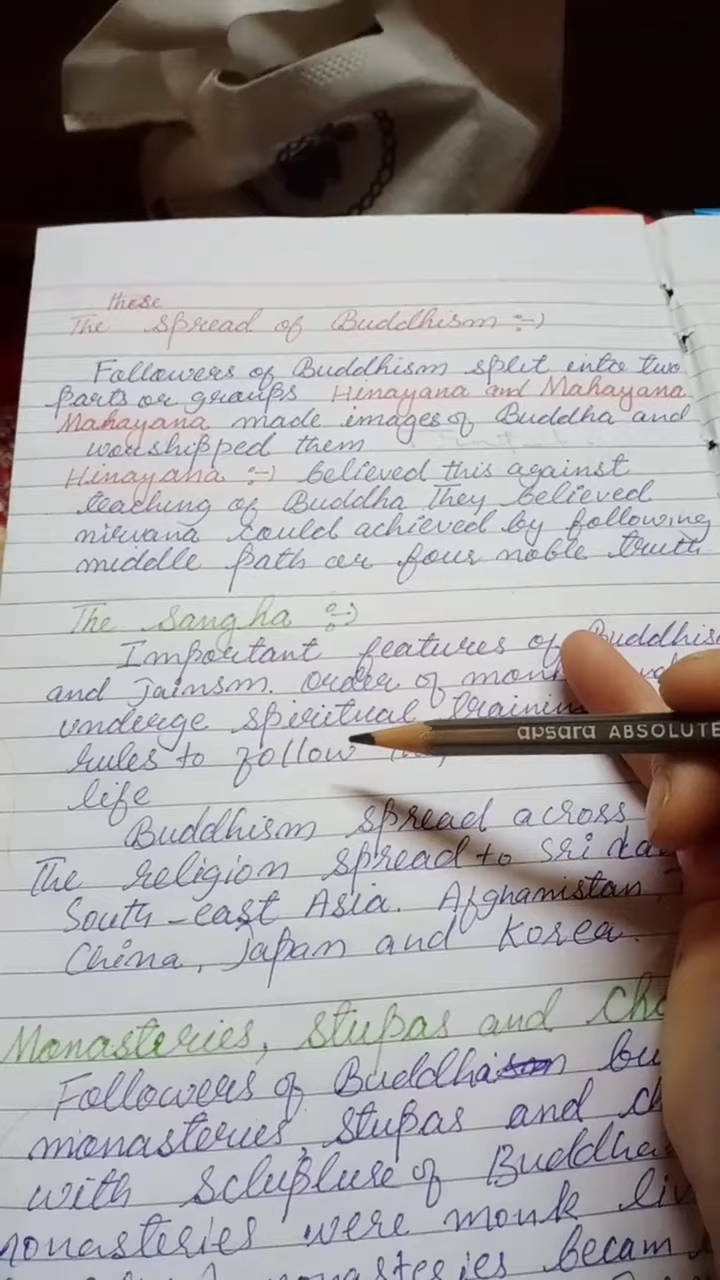 these
The spread of Buddhism :-)
Followers of Buddhism split into two
parts or groups Hinayana and Mahayana
Mahayana made images of Buddha and
worshipped them
Hinayana :-) believed this against
teaching of Buddha They believed
nirvana could achieved by following
middle path or four noble truth
The Sangha :-)
Important features of Buddhis
and Jainsm. Order of monk
underge spiritual trainin
rules to follow
life
Buddhism spread across
The religion spread to Sri
South-east Asia. Afghanistan,
China, Japan and Korea.
Monasteries, stupas and Cha
Followers of Buddha bu
monasteries, stupas and ch
with sclupluse of Buddha
monasteries were monk liv
monasteries becam
apsara ABSOLUTE